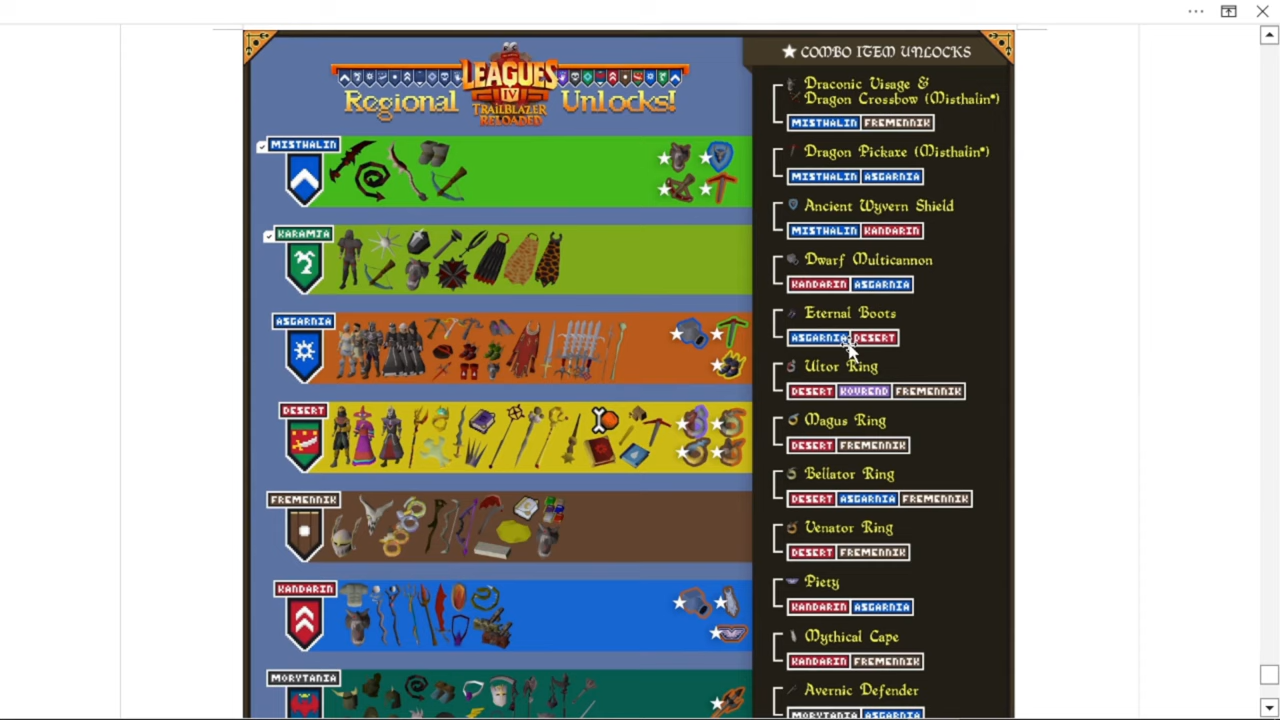 LEAGUES
IV
TRAILBLAZER
RELOADED
Regional Unlocks!
MISTHALIN
KARAMJA
ASGARNIA
DESERT
FREMENNIK
KANDARIN
MORYTANIA
COMBO ITEM UNLOCKS
Draconic Visage &
Dragon Crossbow (Misthalin*)
MISTHALIN FREMENNIK
Dragon Pickaxe (Misthalin*)
MISTHALIN ASGARNIA
Ancient Wyvern Shield
MISTHALIN KANDARIN
Dwarf Multicannon
KANDARIN ASGARNIA
Eternal Boots
ASGARNIA DESERT
Ultor Ring
DESERT KOUREND FREMENNIK
Magus Ring
DESERT FREMENNIK
Bellator Ring
DESERT ASGARNIA FREMENNIK
Venator Ring
DESERT FREMENNIK
Piety
KANDARIN ASGARNIA
Mythical Cape
KANDARIN FREMENNIK
Avernic Defender
MORYTANIA ASGARNIA